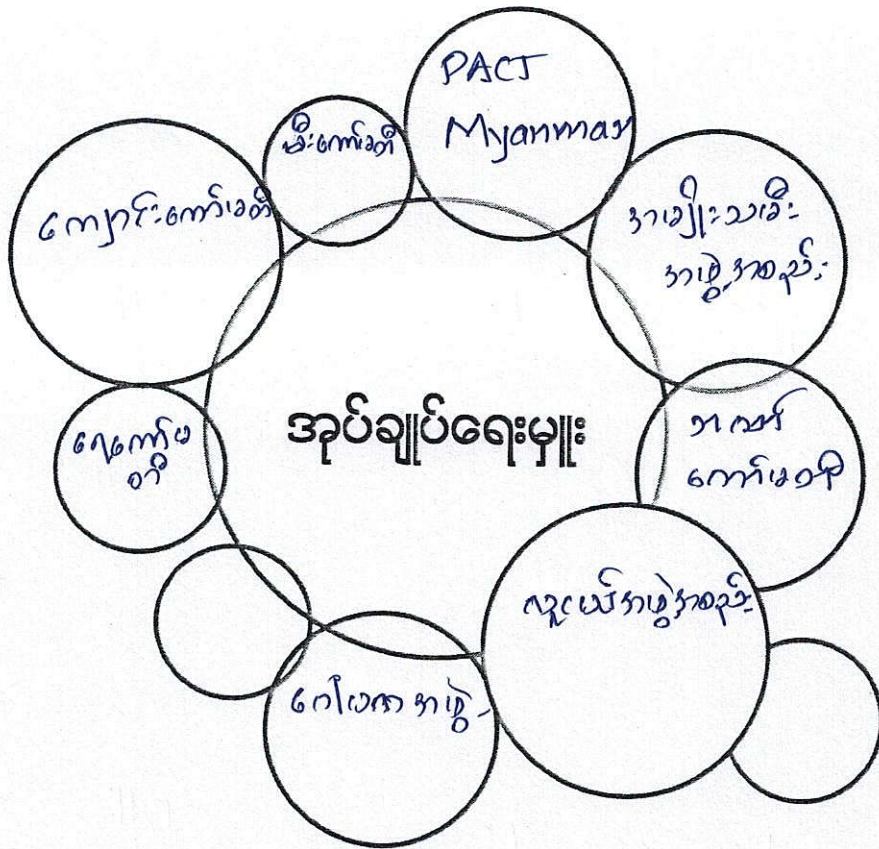 PACT
Myanmar
မီးကော်မတီ
ကျောင်းကော်မတီ
အမျိုးသမီး
အဖွဲ့အစည်း
အုပ်ချုပ်ရေးမှူး
ရေကော်မ
တီ
ကော်မတီ
လူငယ်အဖွဲ့အစည်း
ဂေါပကအဖွဲ့